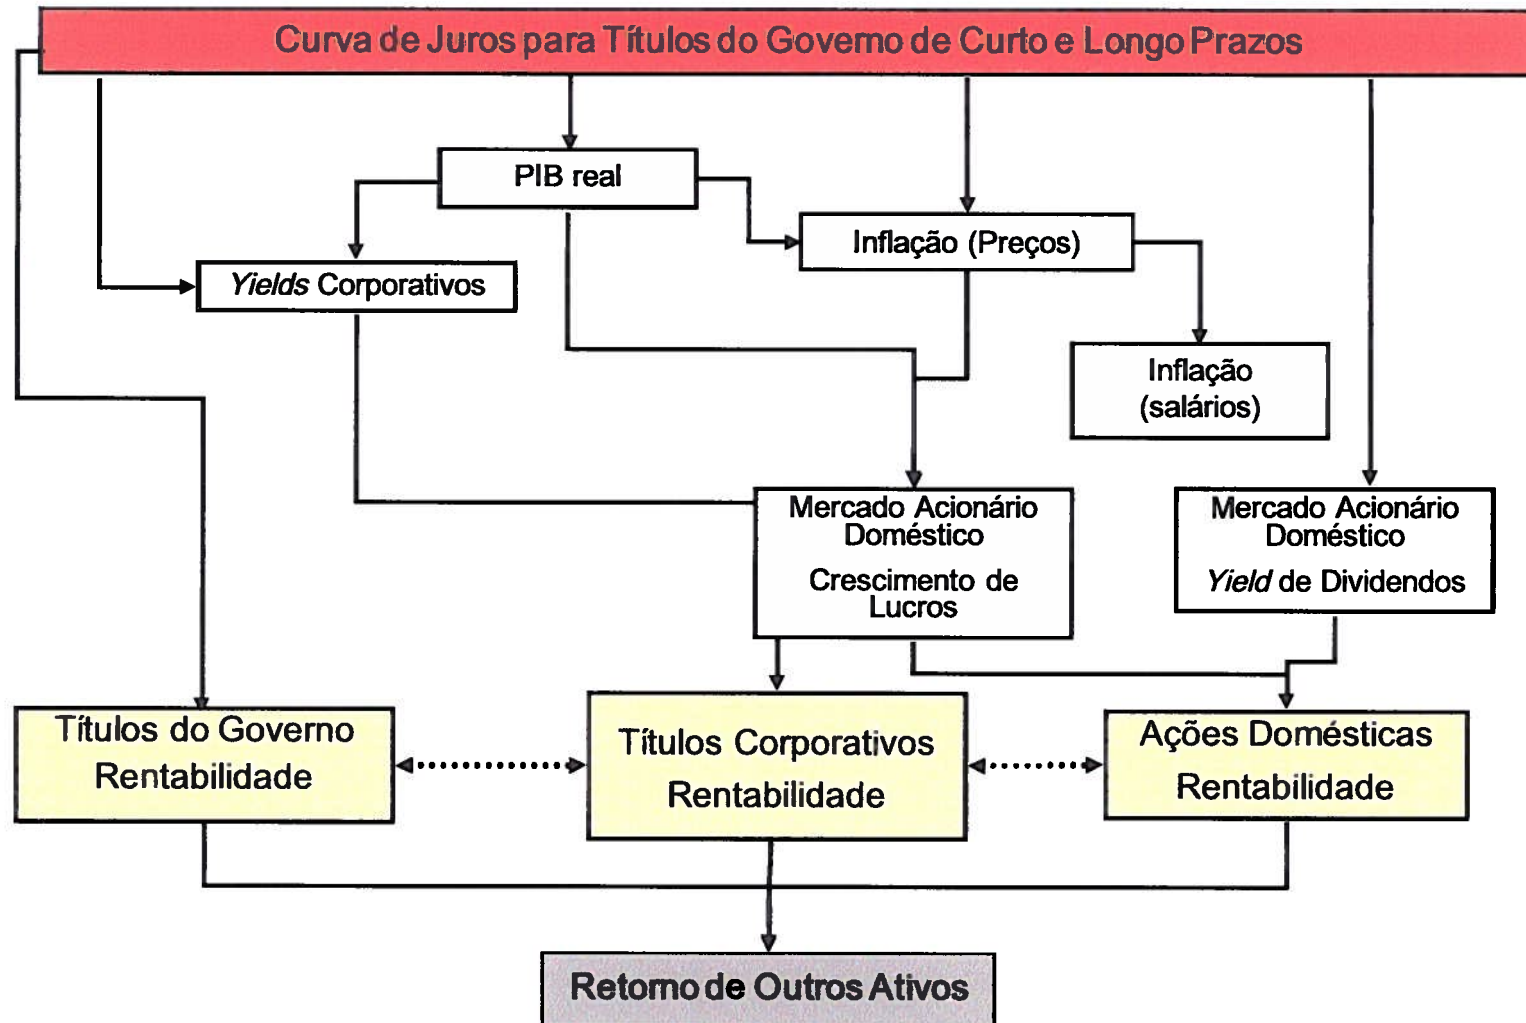 Curva de Juros para Títulos do Governo de Curto e Longo Prazos
PIB real
Inflação (Preços)
Yields Corporativos
Inflação
(salários)
Mercado Acionário
Doméstico
Crescimento de
Lucros
Mercado Acionário
Doméstico
Yield de Dividendos
Títulos do Governo
Rentabilidade
Títulos Corporativos
Rentabilidade
Ações Domésticas
Rentabilidade
Retorno de Outros Ativos